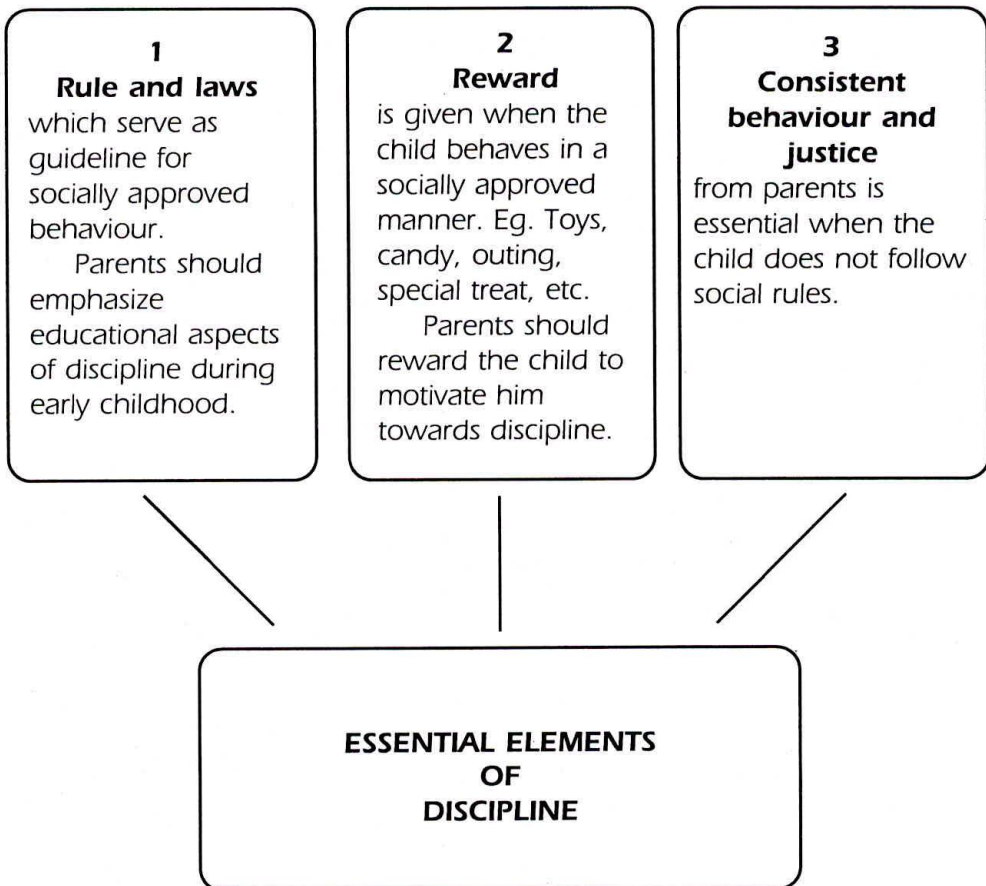 1
Rule and laws
which serve as
guideline for
socially approved
behaviour.
Parents should
emphasize
educational aspects
of discipline during
early childhood.
2
Reward
is given when the
child behaves in a
socially approved
manner. Eg. Toys,
candy, outing,
special treat, etc.
Parents should
reward the child to
motivate him
towards discipline.
3
Consistent
behaviour and
justice
from parents is
essential when the
child does not follow
social rules.
ESSENTIAL ELEMENTS
OF
DISCIPLINE